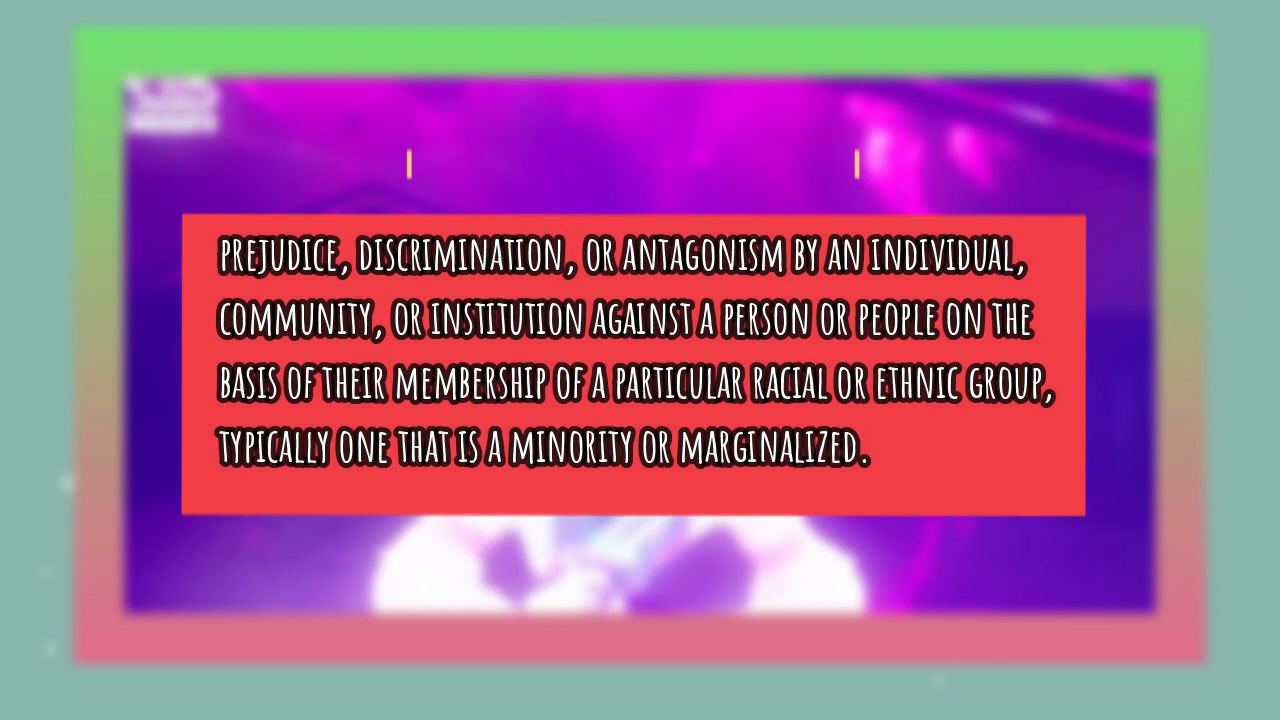 PREJUDICE, DISCRIMINATION, OR ANTAGONISM BY AN INDIVIDUAL,
COMMUNITY, OR INSTITUTION AGAINST A PERSON OR PEOPLE ON THE
BASIS OF THEIR MEMBERSHIP OF A PARTICULAR RACIAL OR ETHNIC GROUP,
TYPICALLY ONE THAT IS A MINORITY OR MARGINALIZED.